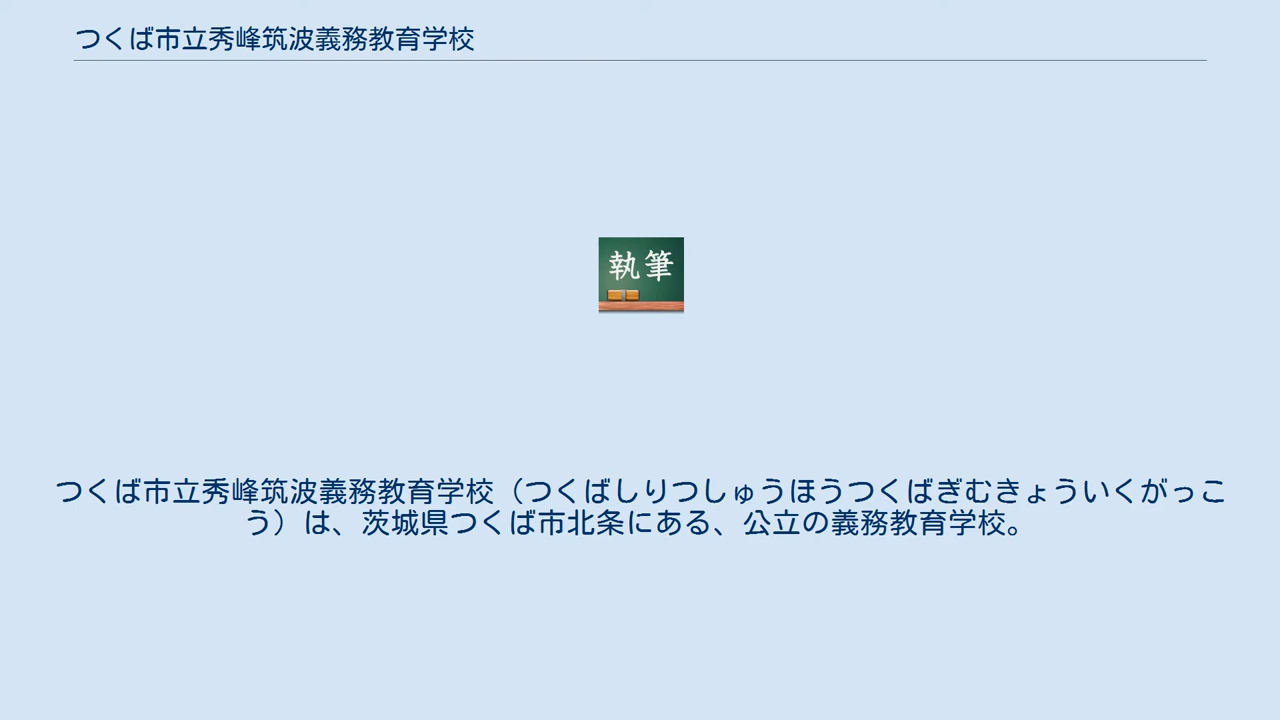 つくば市立秀峰筑波義務教育学校
執筆
つくば市立秀峰筑波義務教育学校（つくばしりつしゅうほうつくばぎむきょういくがっこ
う）は、茨城県つくば市北条にある、公立の義務教育学校。